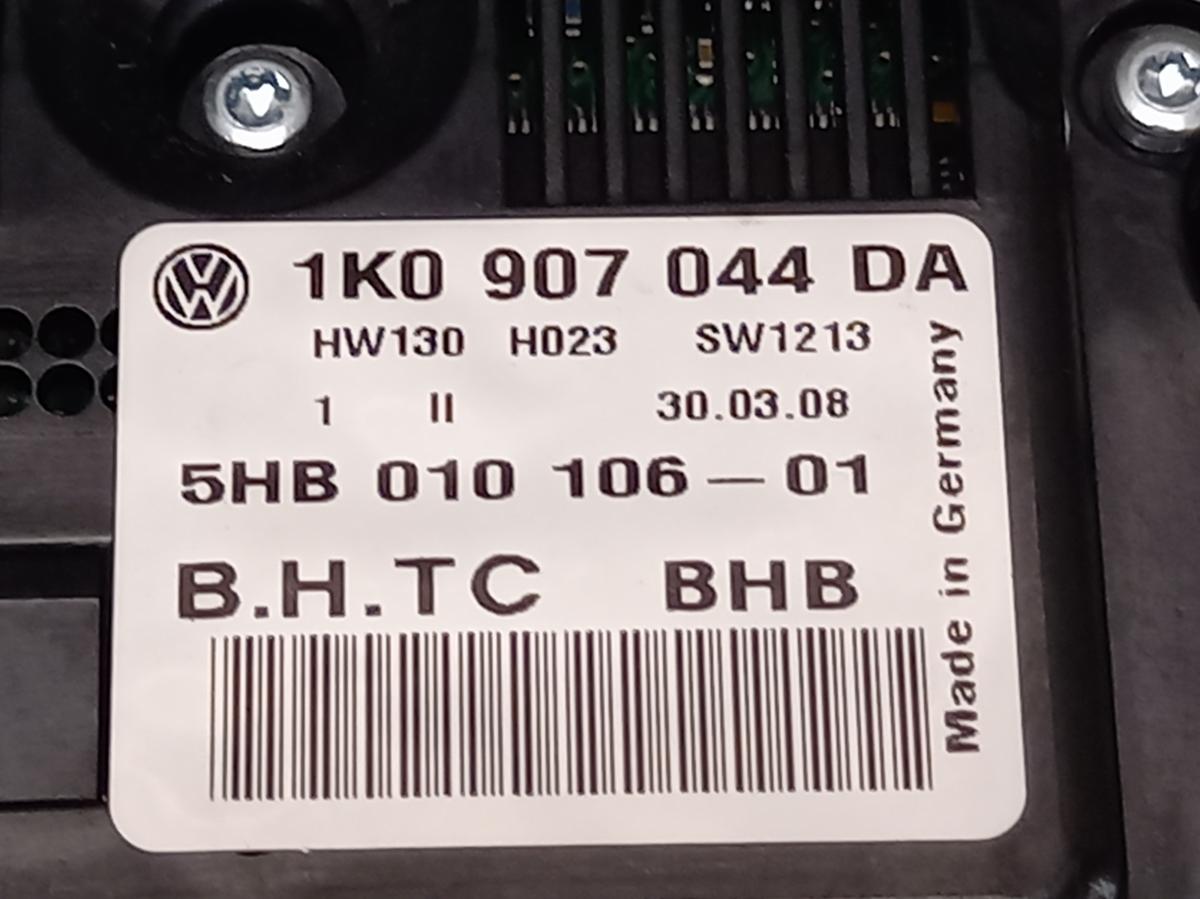 1K0 907 044 DA
HW130 H023 SW1213
1 II 30.03.08
5HB 010 106 — 01
B.H.TC BHB
Made in Germany